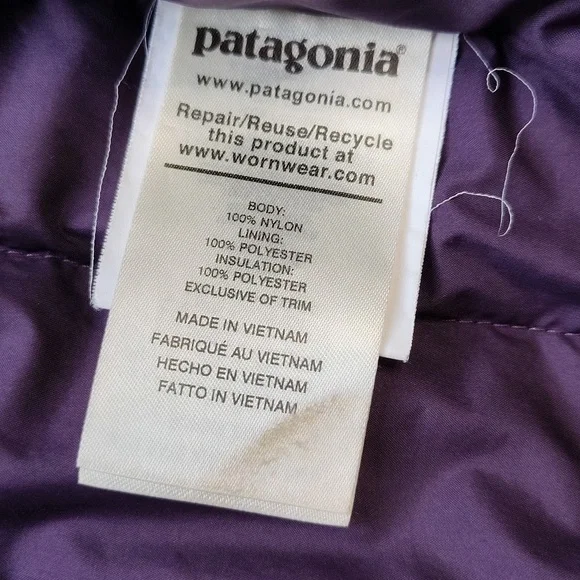 patagonia®
www.patagonia.com
Repair/Reuse/Recycle
this product at
www.wornwear.com
BODY:
100% NYLON
LINING:
100% POLYESTER
INSULATION:
100% POLYESTER
EXCLUSIVE OF TRIM
MADE IN VIETNAM
FABRIQUÉ AU VIETNAM
HECHO EN VIETNAM
FATTO IN VIETNAM